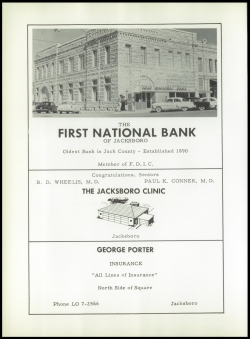 THE
FIRST NATIONAL BANK
OF JACKSBORO
Oldest Bank in Jack County - Established 1890
Member of F.D.I.C.
Congratulations, Seniors
R. D. WHEELIS, M.D. PAUL K. CONNER, M.D.
THE JACKSBORO CLINIC
Jacksboro
GEORGE PORTER
INSURANCE
"All Lines of Insurance"
North Side of Square
Phone LO 7-2566 Jacksboro